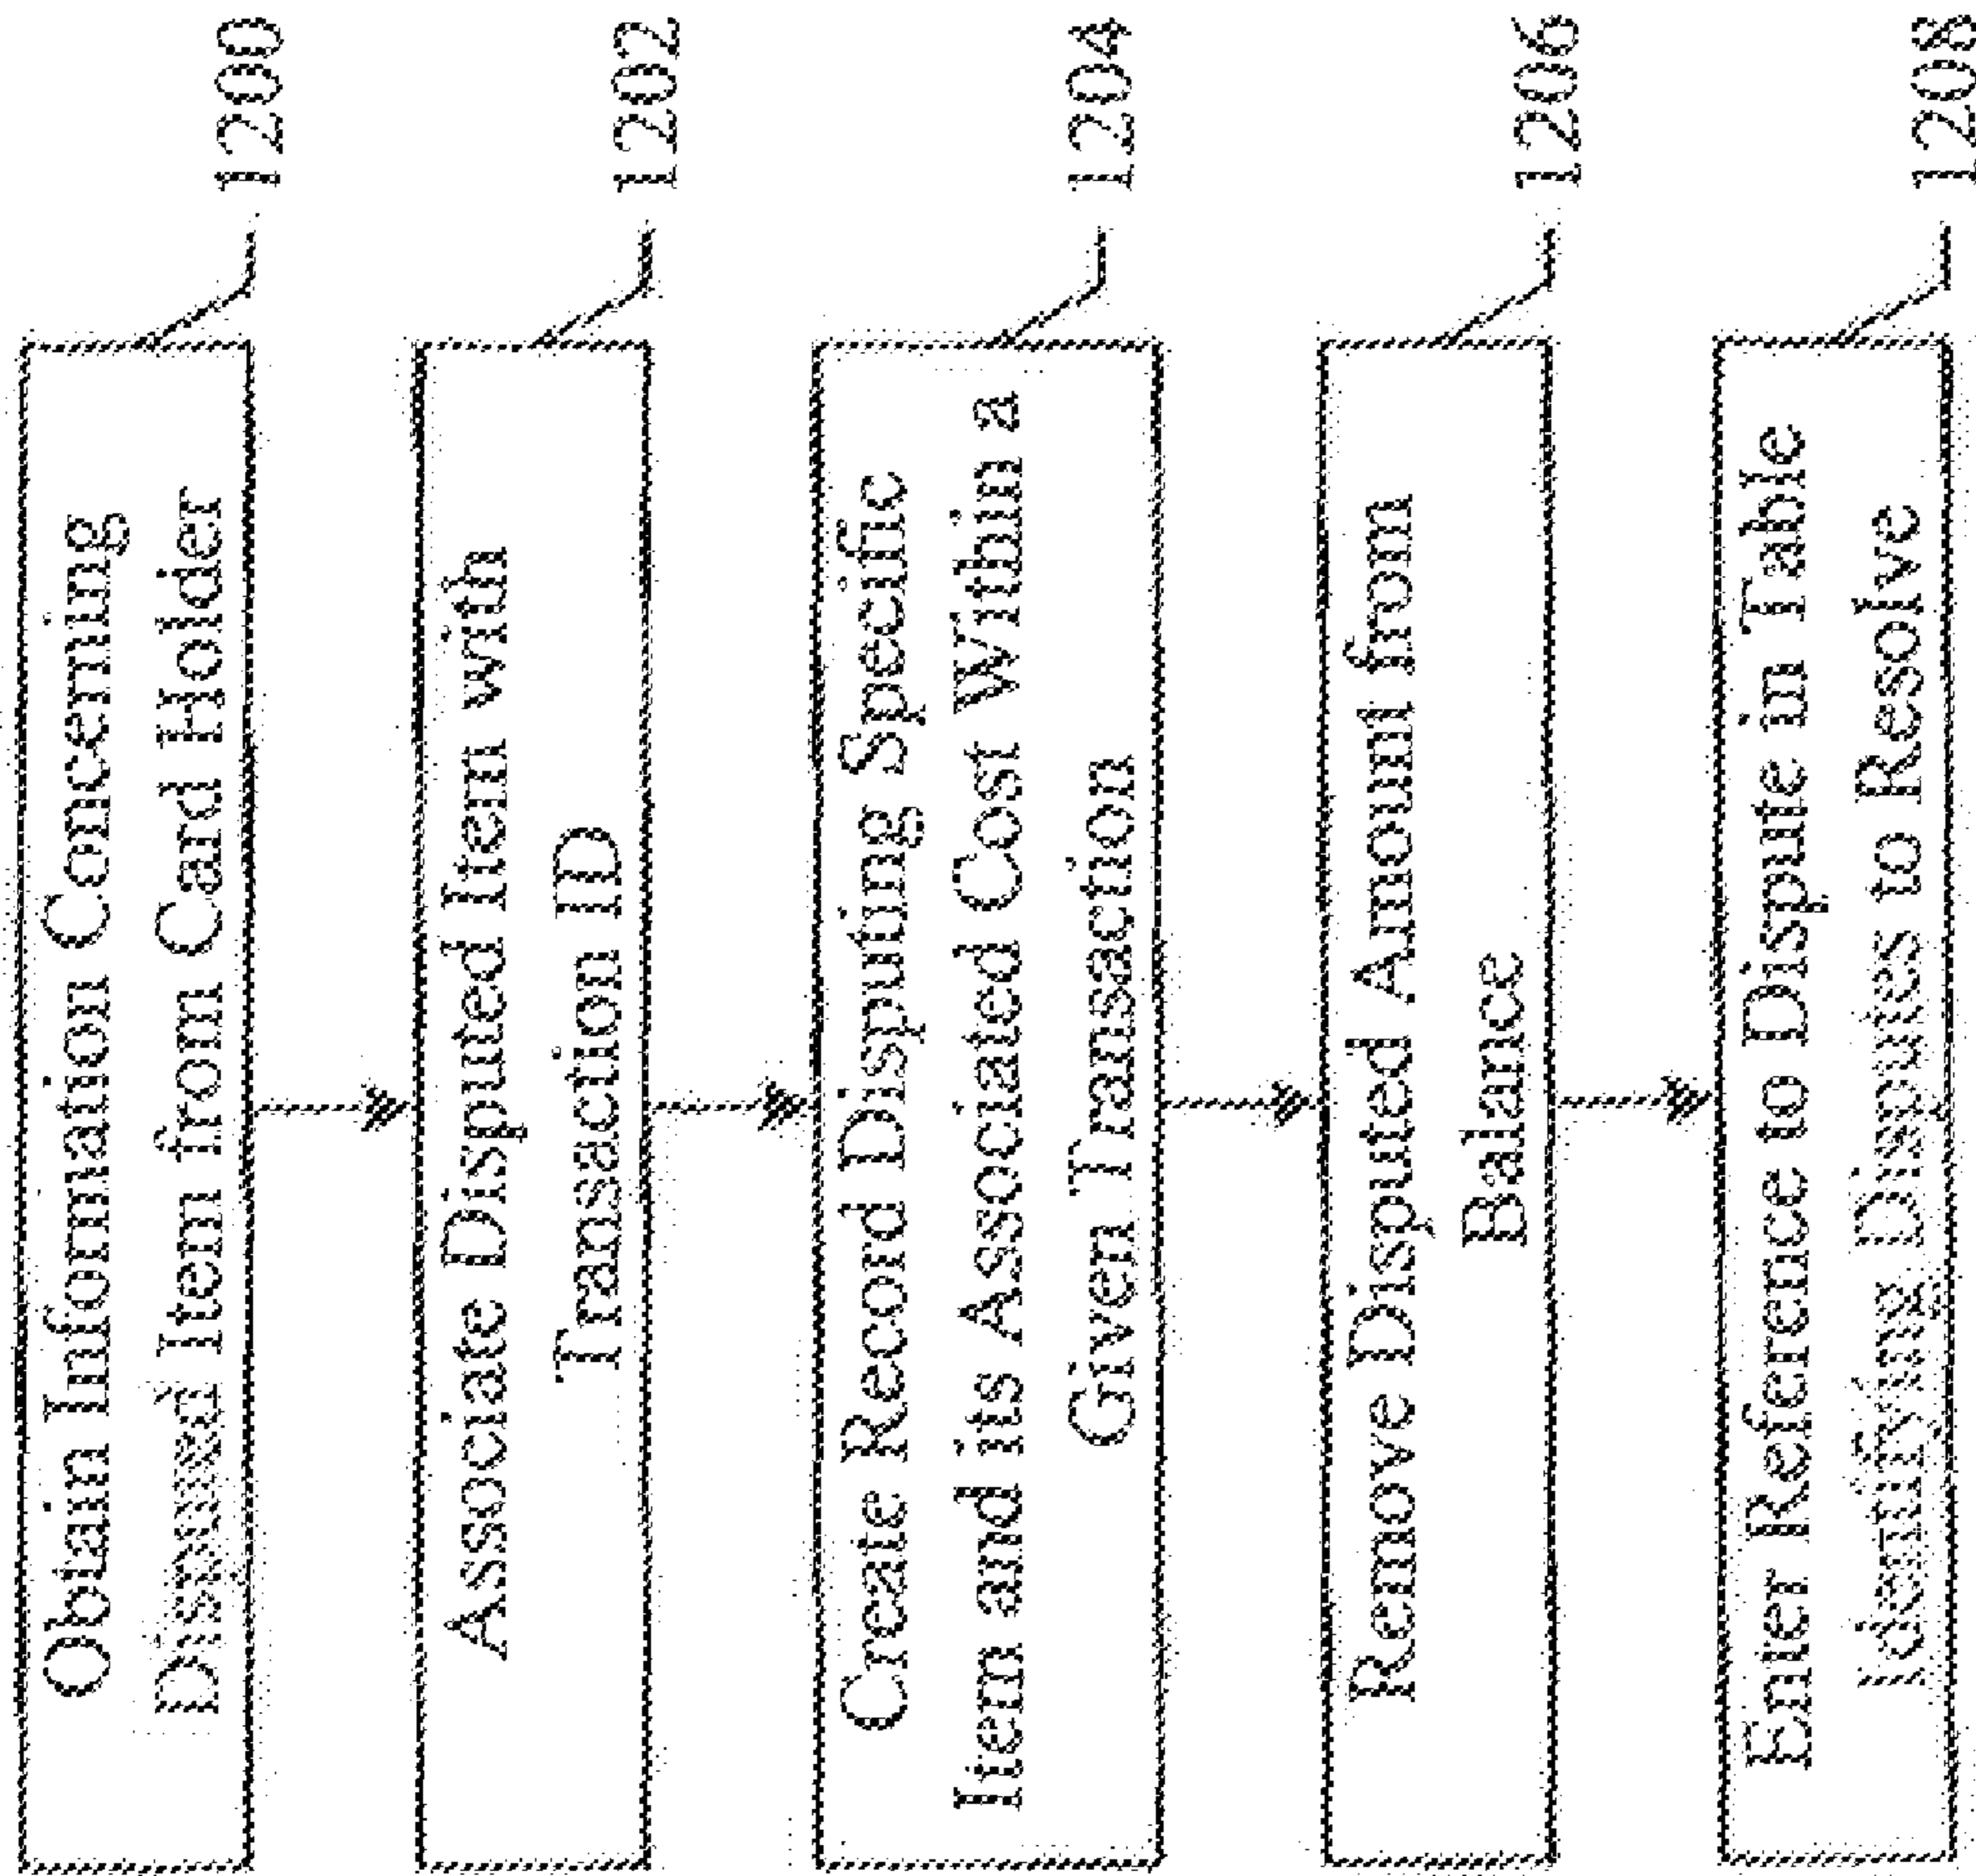 Obtain Information Concerning
Disputed Item from Card Holder
1200
Associate Disputed Item with
Transaction ID
1202
Create Record Disputing Specific
Item and its Associated Cost Within a
Given Transaction
1204
Remove Disputed Amount from
Balance
1206
Enter Reference to Dispute in Table
Identifying Disputes to Resolve
1208